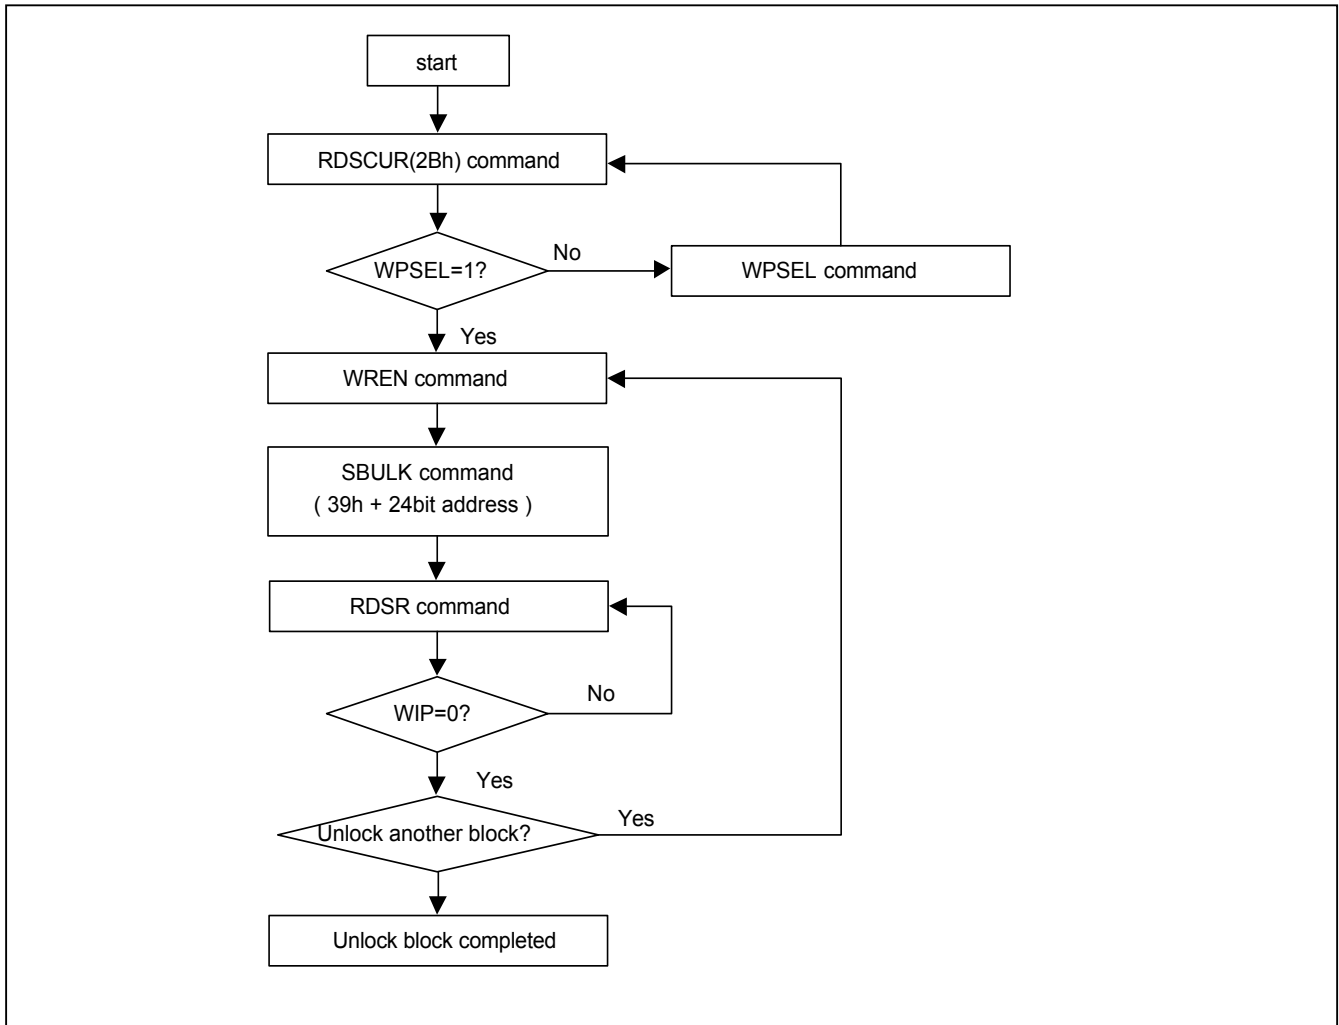 start
RDSCUR(2Bh) command
WPSEL=1?
No
WPSEL command
Yes
WREN command
SBULK command
( 39h + 24bit address )
RDSR command
WIP=0?
No
Yes
Unlock another block?
Yes
Unlock block completed